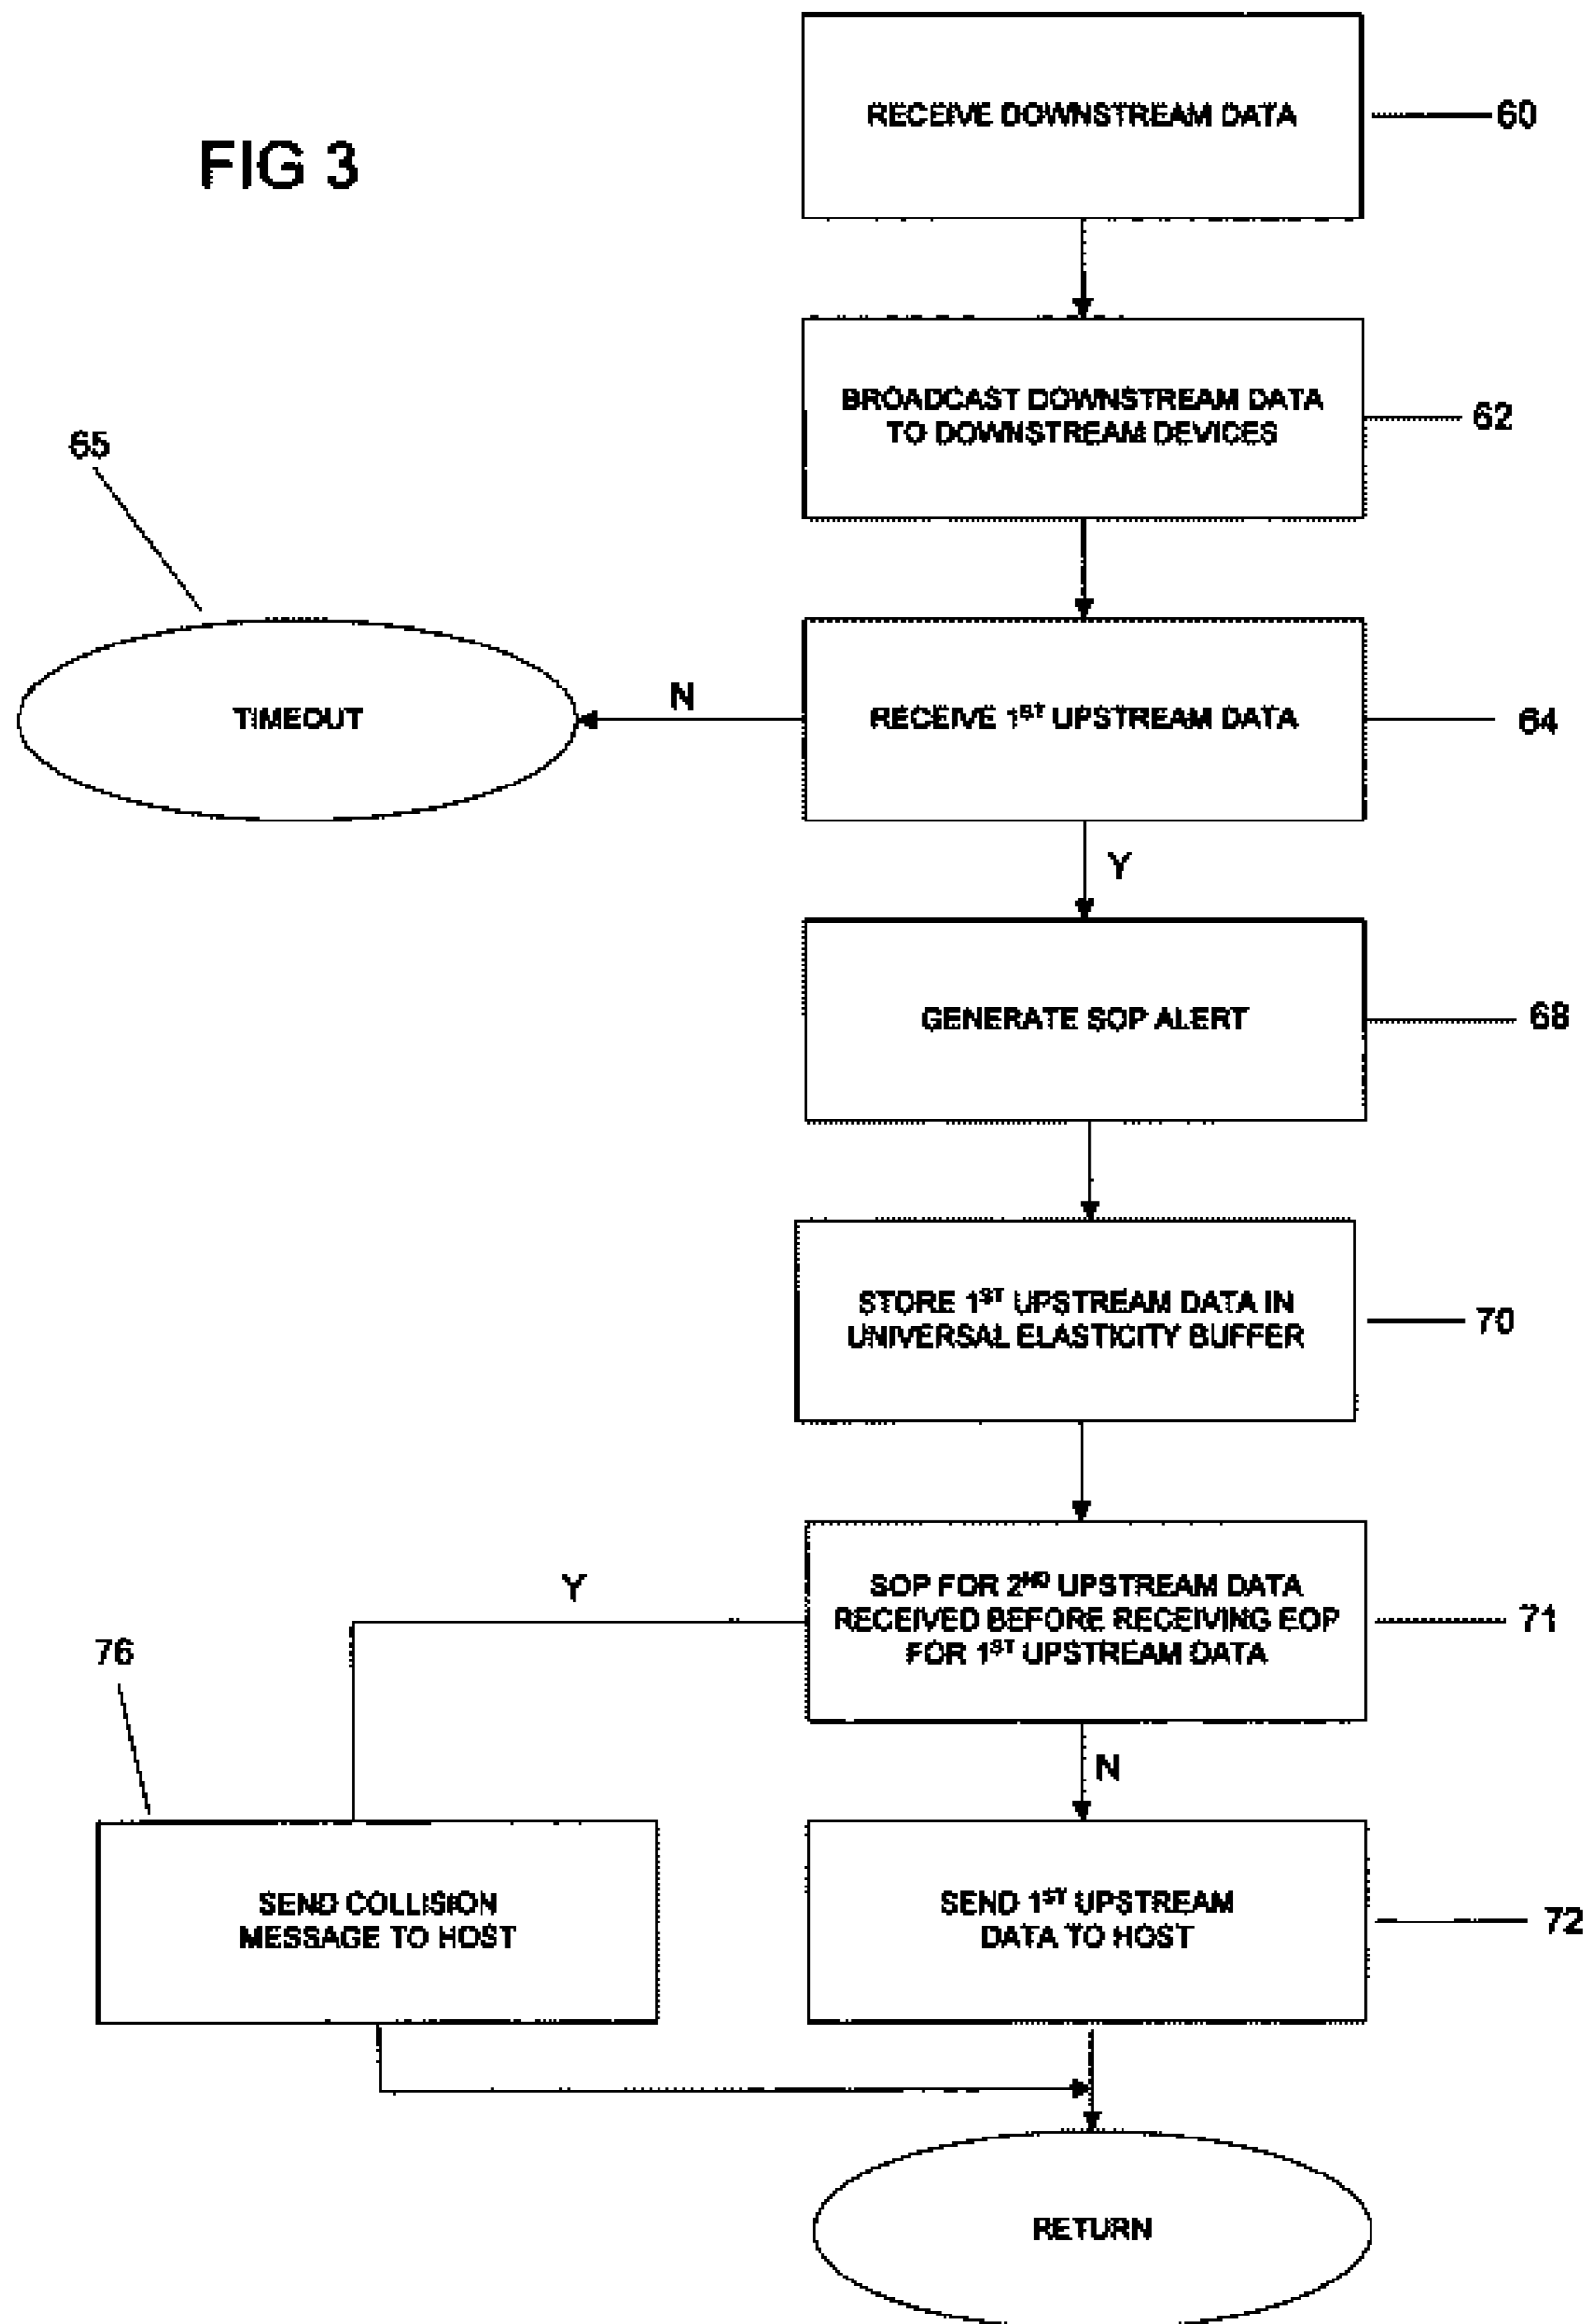 FIG 3
RECEIVE DOWNSTREAM DATA
60
BROADCAST DOWNSTREAM DATA
TO DOWNSTREAM DEVICES
62
65
TIMEOUT
N
RECEIVE 1ST UPSTREAM DATA
64
Y
GENERATE SOP ALERT
68
STORE 1ST UPSTREAM DATA IN
UNIVERSAL ELASTICITY BUFFER
70
Y
SOP FOR 2ND UPSTREAM DATA
RECEIVED BEFORE RECEIVING EOP
FOR 1ST UPSTREAM DATA
71
76
N
SEND COLLISION
MESSAGE TO HOST
SEND 1ST UPSTREAM
DATA TO HOST
72
RETURN